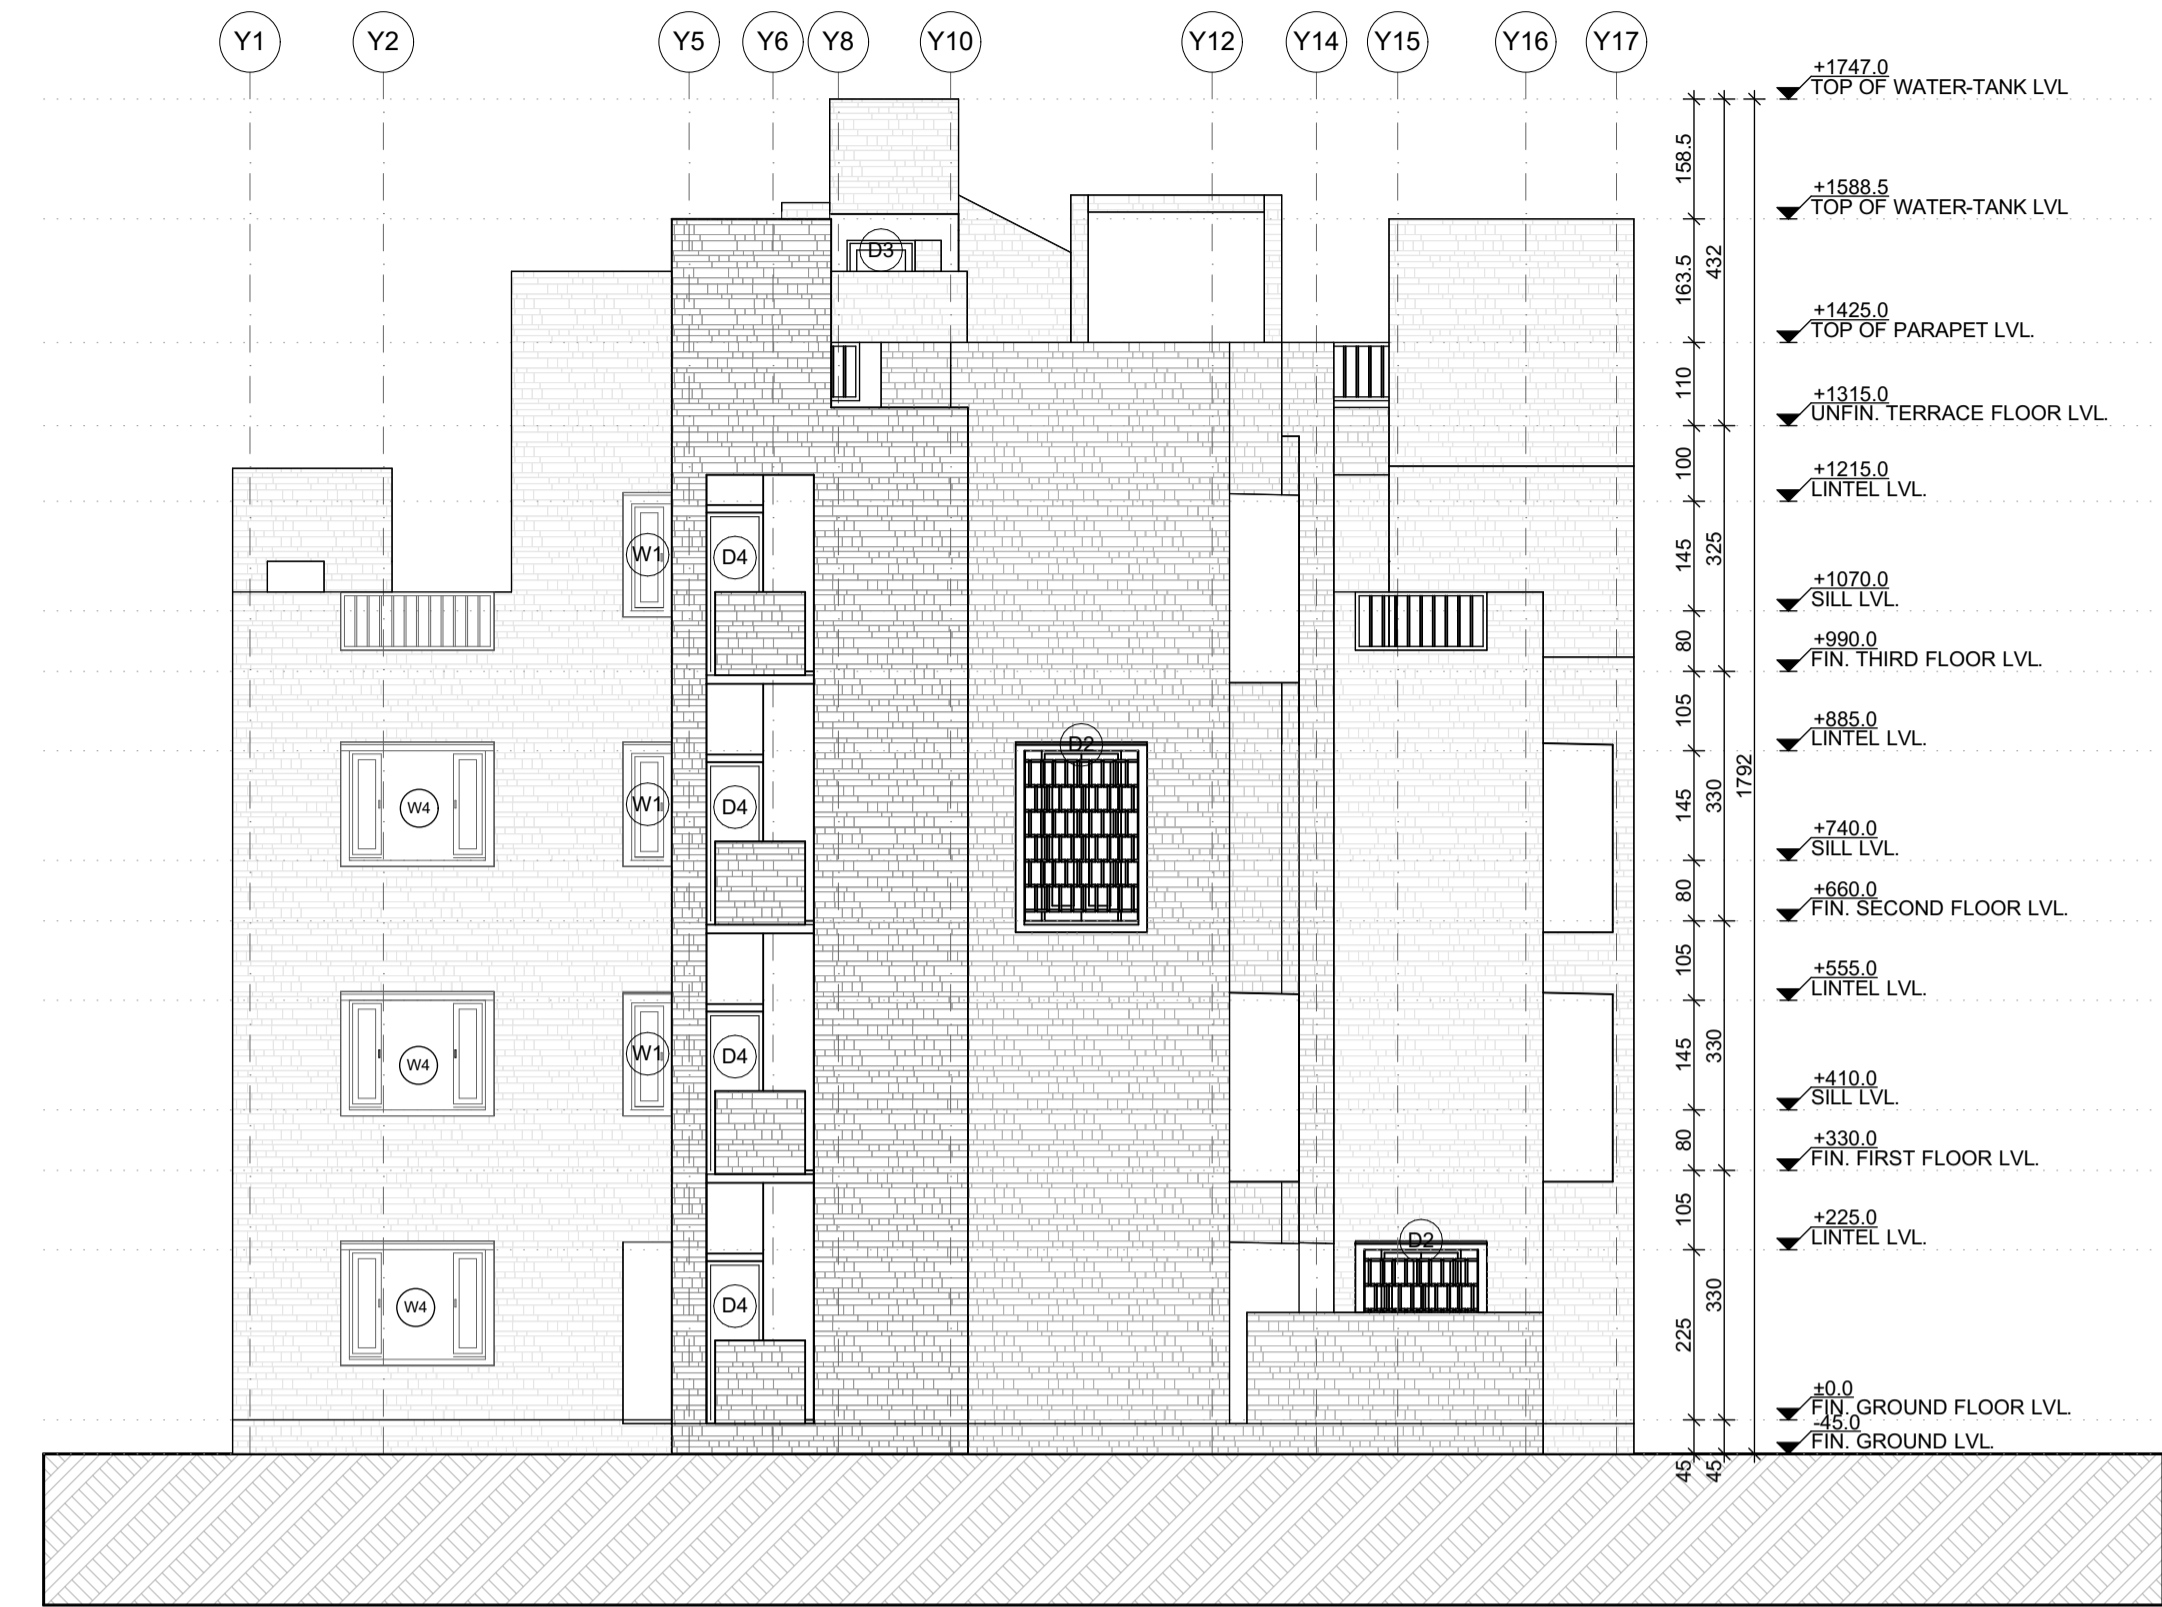 Y1 Y2 Y5 Y6 Y8 Y10 Y12 Y14 Y15 Y16 Y17
+1747.0
TOP OF WATER-TANK LVL
158.5
+1588.5
TOP OF WATER-TANK LVL
D3
163.5
432
+1425.0
TOP OF PARAPET LVL.
110
+1315.0
UNFIN. TERRACE FLOOR LVL.
100
+1215.0
LINTEL LVL.
W1
D4
145
325
+1070.0
SILL LVL.
80
+990.0
FIN. THIRD FLOOR LVL.
105
+885.0
LINTEL LVL.
D2
1792
W4
W1
D4
145
330
+740.0
SILL LVL.
80
+660.0
FIN. SECOND FLOOR LVL.
105
+555.0
LINTEL LVL.
W4
W1
D4
145
330
+410.0
SILL LVL.
80
+330.0
FIN. FIRST FLOOR LVL.
105
+225.0
LINTEL LVL.
D2
W4
D4
225
330
±0.0
FIN. GROUND FLOOR LVL.
-45.0
FIN. GROUND LVL.
45
45